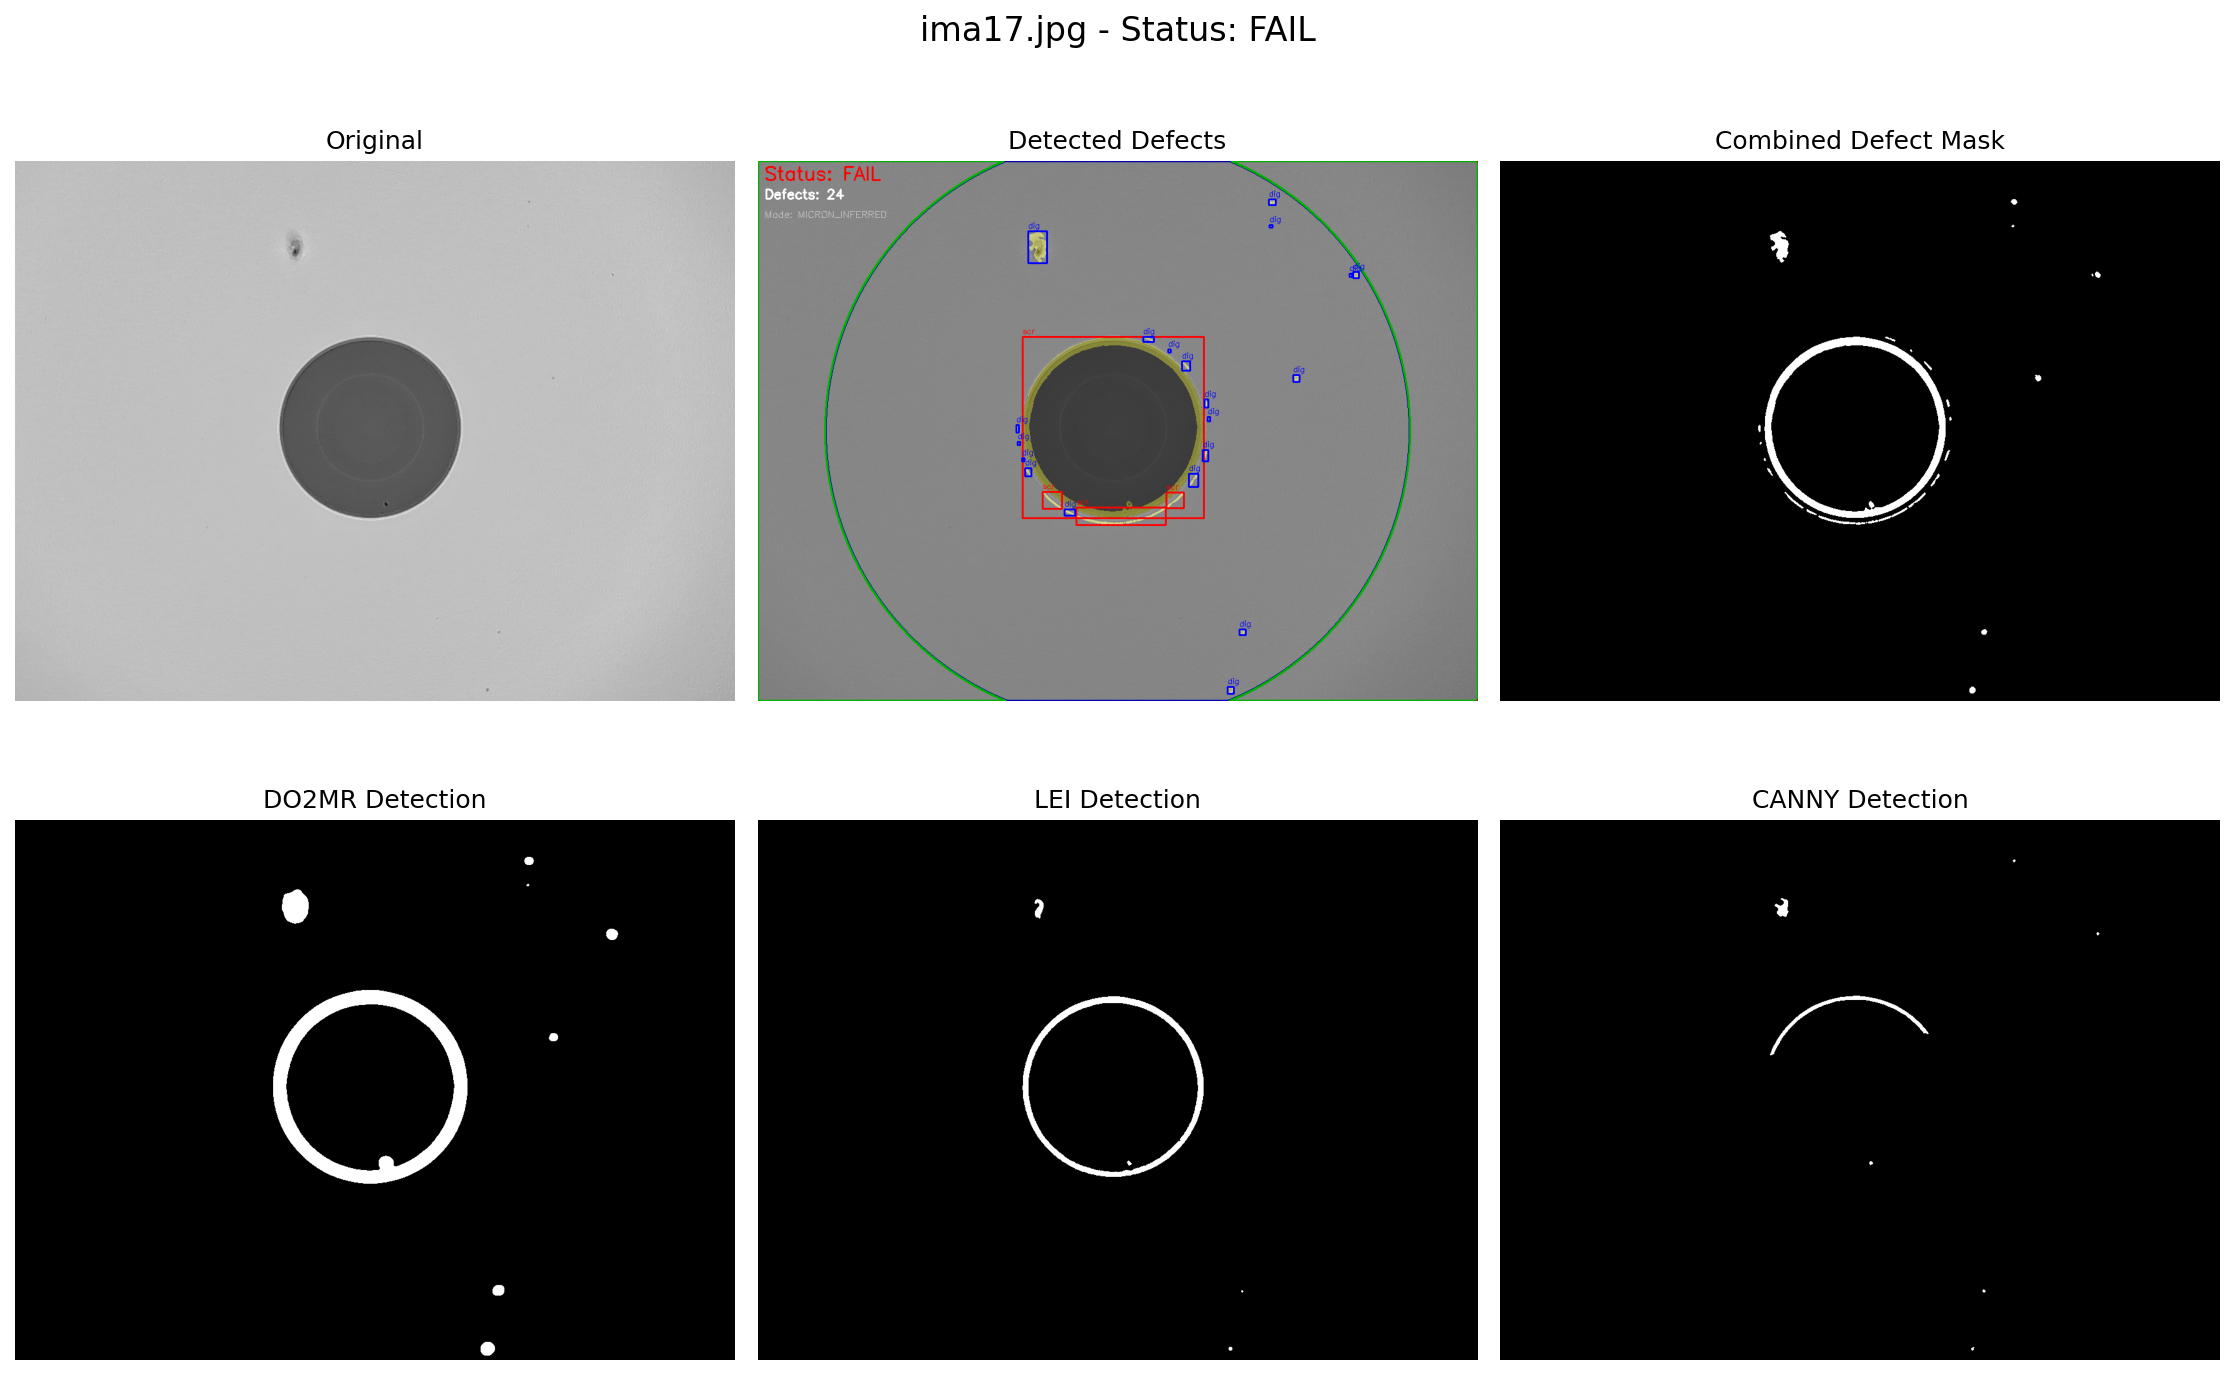 ima17.jpg - Status: FAIL
Original
Detected Defects
Combined Defect Mask
Status: FAIL
Defects: 24
Mode: MICRON_INFERRED
dig
dig
dig
dig
scr
dig
dig
dig
dig
dig
dig
dig
dig
dig
dig
dig
dig
scr
dig
dig
dig
DO2MR Detection
LEI Detection
CANNY Detection